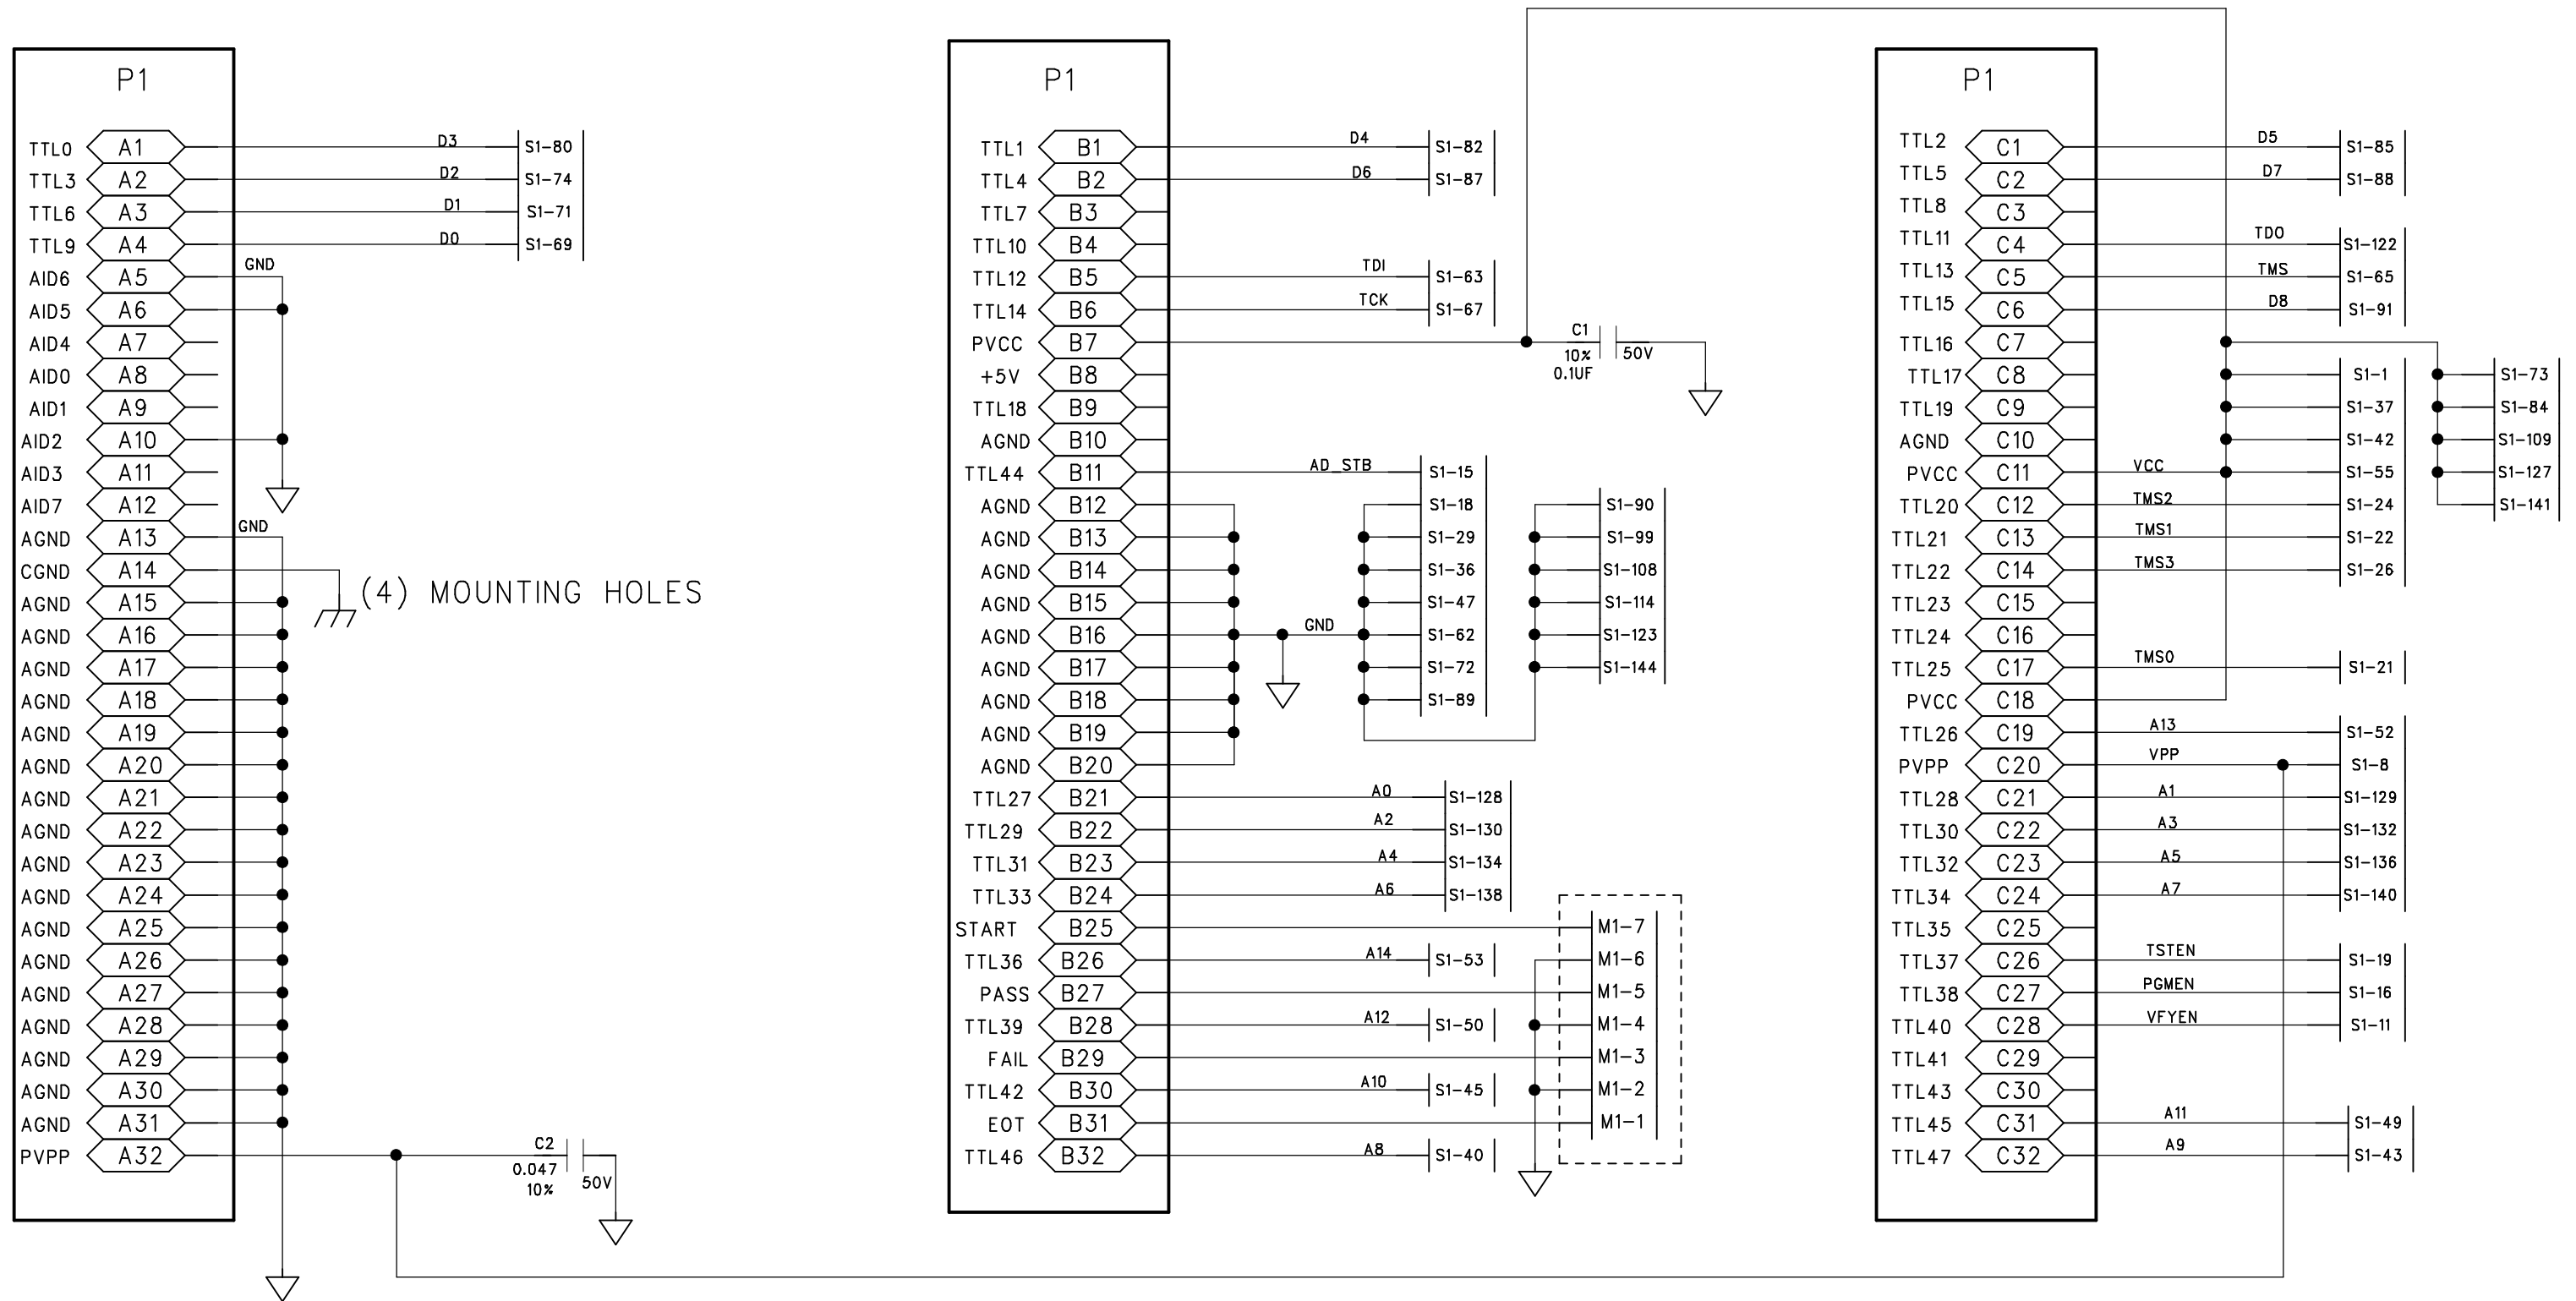 P1
TTL0 A1 D3 S1-80
TTL3 A2 D2 S1-74
TTL6 A3 D1 S1-71
TTL9 A4 D0 S1-69
AID6 A5 GND
AID5 A6
AID4 A7
AID0 A8
AID1 A9
AID2 A10
AID3 A11
AID7 A12
AGND A13 GND
CGND A14 (4) MOUNTING HOLES
AGND A15
AGND A16
AGND A17
AGND A18
AGND A19
AGND A20
AGND A21
AGND A22
AGND A23
AGND A24
AGND A25
AGND A26
AGND A27
AGND A28
AGND A29
AGND A30
AGND A31
PVPP A32 C2
0.047 50V
10%
P1
TTL1 B1 D4 S1-82
TTL4 B2 D6 S1-87
TTL7 B3
TTL10 B4
TTL12 B5 TDI S1-63
TTL14 B6 TCK S1-67
PVCC B7 C1
10% 50V
0.1UF
+5V B8
TTL18 B9
AGND B10
TTL44 B11 AD_STB S1-15
AGND B12 S1-18 S1-90
AGND B13 S1-29 S1-99
AGND B14 S1-36 S1-108
AGND B15 S1-47 S1-114
AGND B16 GND S1-62 S1-123
AGND B17 S1-72 S1-144
AGND B18 S1-89
AGND B19
AGND B20
TTL27 B21 A0 S1-128
TTL29 B22 A2 S1-130
TTL31 B23 A4 S1-134
TTL33 B24 A6 S1-138
START B25 M1-7
M1-6
TTL36 B26 A14 S1-53
PASS B27 M1-5
M1-4
TTL39 B28 A12 S1-50
FAIL B29 M1-3
M1-2
TTL42 B30 A10 S1-45
EOT B31 M1-1
TTL46 B32 A8 S1-40
P1
TTL2 C1 D5 S1-85
TTL5 C2 D7 S1-88
TTL8 C3
TTL11 C4 TDO S1-122
TTL13 C5 TMS S1-65
TTL15 C6 D8 S1-91
TTL16 C7
TTL17 C8 S1-1 S1-73
TTL19 C9 S1-37 S1-84
AGND C10 S1-42 S1-109
PVCC C11 VCC S1-55 S1-127
TTL20 C12 TMS2 S1-24 S1-141
TTL21 C13 TMS1 S1-22
TTL22 C14 TMS3 S1-26
TTL23 C15
TTL24 C16
TTL25 C17 TMS0 S1-21
PVCC C18
TTL26 C19 A13 S1-52
PVPP C20 VPP S1-8
TTL28 C21 A1 S1-129
TTL30 C22 A3 S1-132
TTL32 C23 A5 S1-136
TTL34 C24 A7 S1-140
TTL35 C25
TTL37 C26 TSTEN S1-19
TTL38 C27 PGMEN S1-16
TTL40 C28 VFYEN S1-11
TTL41 C29
TTL43 C30
TTL45 C31 A11 S1-49
TTL47 C32 A9 S1-43